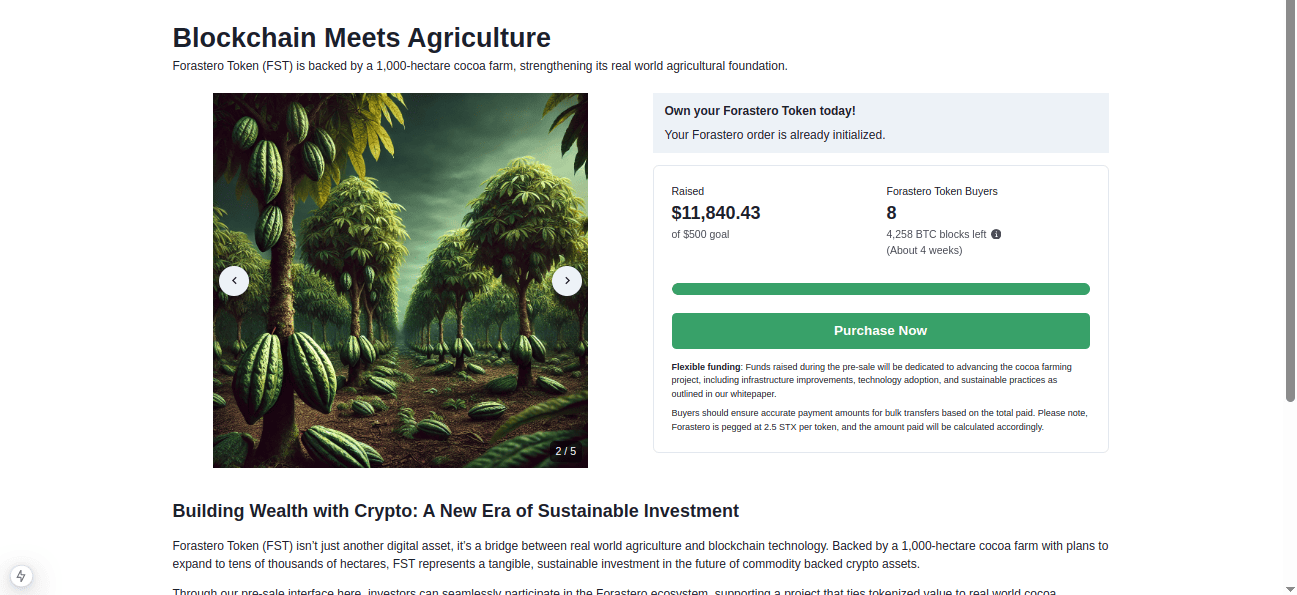 Blockchain Meets Agriculture
Forastero Token (FST) is backed by a 1,000-hectare cocoa farm, strengthening its real world agricultural foundation.
2 / 5
Own your Forastero Token today!
Your Forastero order is already initialized.
Raised
$11,840.43
of $500 goal
Forastero Token Buyers
8
4,258 BTC blocks left
(About 4 weeks)
Purchase Now
Flexible funding: Funds raised during the pre-sale will be dedicated to advancing the cocoa farming
project, including infrastructure improvements, technology adoption, and sustainable practices as
outlined in our whitepaper.
Buyers should ensure accurate payment amounts for bulk transfers based on the total paid. Please note,
Forastero is pegged at 2.5 STX per token, and the amount paid will be calculated accordingly.
Building Wealth with Crypto: A New Era of Sustainable Investment
Forastero Token (FST) isn’t just another digital asset, it’s a bridge between real world agriculture and blockchain technology. Backed by a 1,000-hectare cocoa farm with plans to
expand to tens of thousands of hectares, FST represents a tangible, sustainable investment in the future of commodity backed crypto assets.
Through our pre-sale interface here, investors can seamlessly participate in the Forastero ecosystem, supporting a project that ties tokenized value to real world cocoa